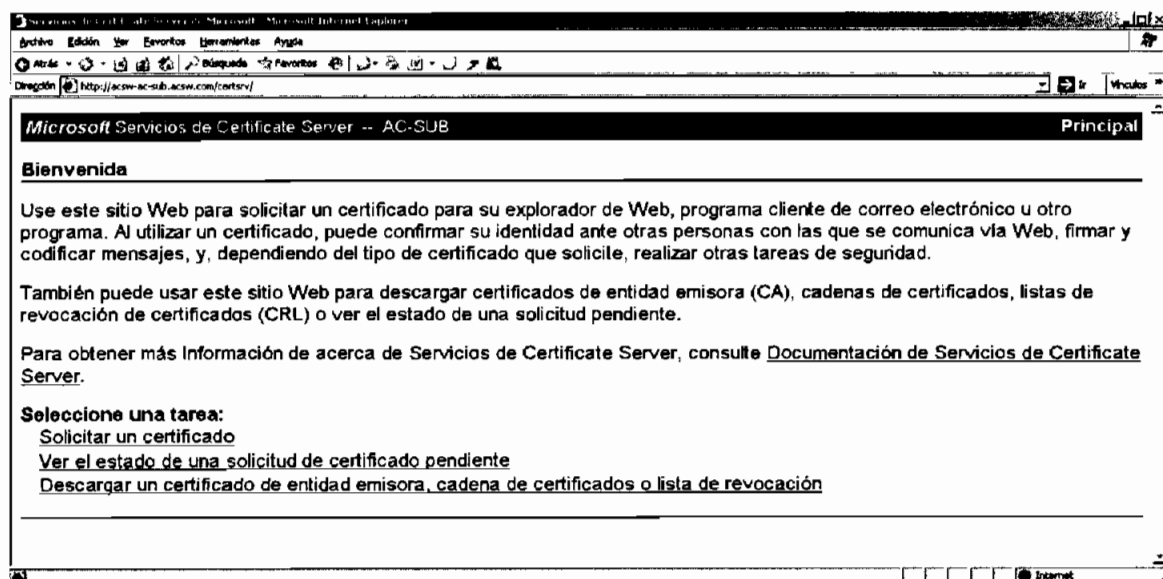 Microsoft Internet Explorer
Archivo Edición Ver Favoritos Herramientas Ayuda
Atrás Búsqueda Favoritos
Dirección http://acsw-ac-sub.acsw.com/certsrv/ Ir Vínculos »
Microsoft Servicios de Certificate Server -- AC-SUB Principal
Bienvenida
Use este sitio Web para solicitar un certificado para su explorador de Web, programa cliente de correo electrónico u otro
programa. Al utilizar un certificado, puede confirmar su identidad ante otras personas con las que se comunica vía Web, firmar y
codificar mensajes, y, dependiendo del tipo de certificado que solicite, realizar otras tareas de seguridad.
También puede usar este sitio Web para descargar certificados de entidad emisora (CA), cadenas de certificados, listas de
revocación de certificados (CRL) o ver el estado de una solicitud pendiente.
Para obtener más Información de acerca de Servicios de Certificate Server, consulte Documentación de Servicios de Certificate
Server.
Seleccione una tarea:
Solicitar un certificado
Ver el estado de una solicitud de certificado pendiente
Descargar un certificado de entidad emisora, cadena de certificados o lista de revocación
Internet